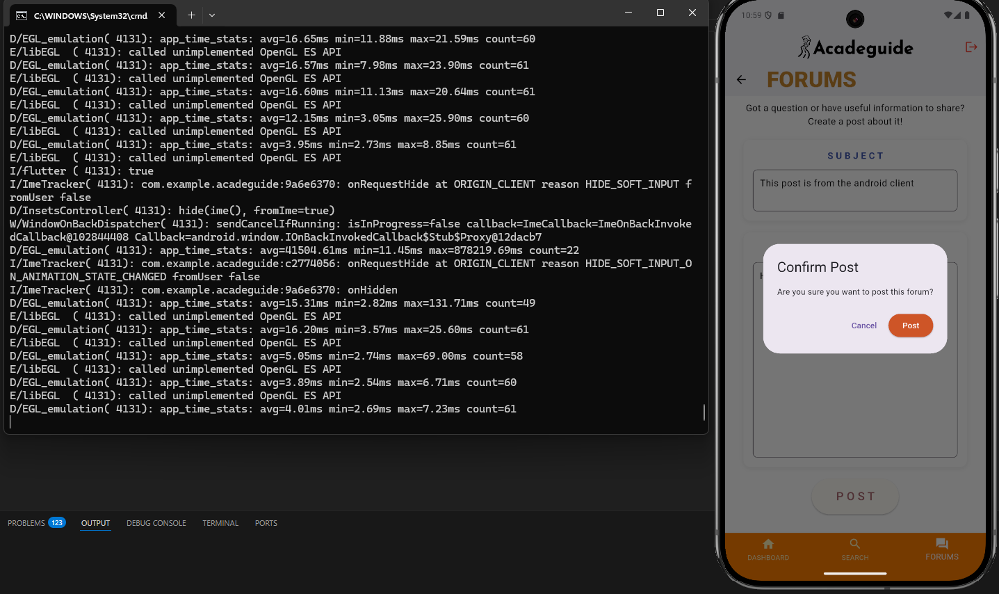 C:\WINDOWS\System32\cmd.
D/EGL_emulation( 4131): app_time_stats: avg=16.65ms min=11.88ms max=21.59ms count=60
E/libEGL  ( 4131): called unimplemented OpenGL ES API
D/EGL_emulation( 4131): app_time_stats: avg=16.57ms min=7.98ms max=23.90ms count=61
E/libEGL  ( 4131): called unimplemented OpenGL ES API
D/EGL_emulation( 4131): app_time_stats: avg=16.60ms min=11.13ms max=20.64ms count=61
E/libEGL  ( 4131): called unimplemented OpenGL ES API
D/EGL_emulation( 4131): app_time_stats: avg=12.15ms min=3.05ms max=25.90ms count=60
E/libEGL  ( 4131): called unimplemented OpenGL ES API
D/EGL_emulation( 4131): app_time_stats: avg=3.95ms min=2.73ms max=8.85ms count=61
E/libEGL  ( 4131): called unimplemented OpenGL ES API
I/flutter ( 4131): true
I/ImeTracker( 4131): com.example.acadeguide:9a6e6370: onRequestHide at ORIGIN_CLIENT reason HIDE_SOFT_INPUT f
romUser false
D/InsetsController( 4131): hide(ime(), fromIme=true)
W/WindowOnBackDispatcher( 4131): sendCancelIfRunning: isInProgress=false callback=ImeCallback=ImeOnBackInvoke
dCallback@102844408 Callback=android.window.IOnBackInvokedCallback$Stub$Proxy@12dacb7
D/EGL_emulation( 4131): app_time_stats: avg=41504.61ms min=11.45ms max=878219.69ms count=22
I/ImeTracker( 4131): com.example.acadeguide:c2774056: onRequestHide at ORIGIN_CLIENT reason HIDE_SOFT_INPUT_O
N_ANIMATION_STATE_CHANGED fromUser false
I/ImeTracker( 4131): com.example.acadeguide:9a6e6370: onHidden
D/EGL_emulation( 4131): app_time_stats: avg=15.31ms min=2.82ms max=131.71ms count=49
E/libEGL  ( 4131): called unimplemented OpenGL ES API
D/EGL_emulation( 4131): app_time_stats: avg=16.20ms min=3.57ms max=25.60ms count=61
E/libEGL  ( 4131): called unimplemented OpenGL ES API
D/EGL_emulation( 4131): app_time_stats: avg=5.05ms min=2.74ms max=69.00ms count=58
E/libEGL  ( 4131): called unimplemented OpenGL ES API
D/EGL_emulation( 4131): app_time_stats: avg=3.89ms min=2.54ms max=6.71ms count=60
E/libEGL  ( 4131): called unimplemented OpenGL ES API
D/EGL_emulation( 4131): app_time_stats: avg=4.01ms min=2.69ms max=7.23ms count=61
PROBLEMS 123 OUTPUT DEBUG CONSOLE TERMINAL PORTS
10:59
Acadeguide
FORUMS
Got a question or have useful information to share?
Create a post about it!
SUBJECT
This post is from the android client
Confirm Post
Are you sure you want to post this forum?
Cancel Post
POST
DASHBOARD SEARCH FORUMS